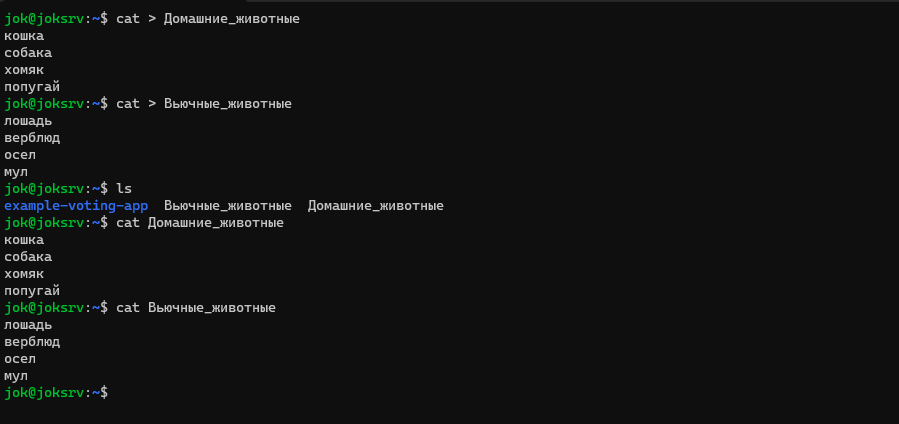 jok@joksrv:~$ cat > Домашние_животные
кошка
собака
хомяк
попугай
jok@joksrv:~$ cat > Вьючные_животные
лошадь
верблюд
осел
мул
jok@joksrv:~$ ls
example-voting-app  Вьючные_животные  Домашние_животные
jok@joksrv:~$ cat Домашние_животные
кошка
собака
хомяк
попугай
jok@joksrv:~$ cat Вьючные_животные
лошадь
верблюд
осел
мул
jok@joksrv:~$